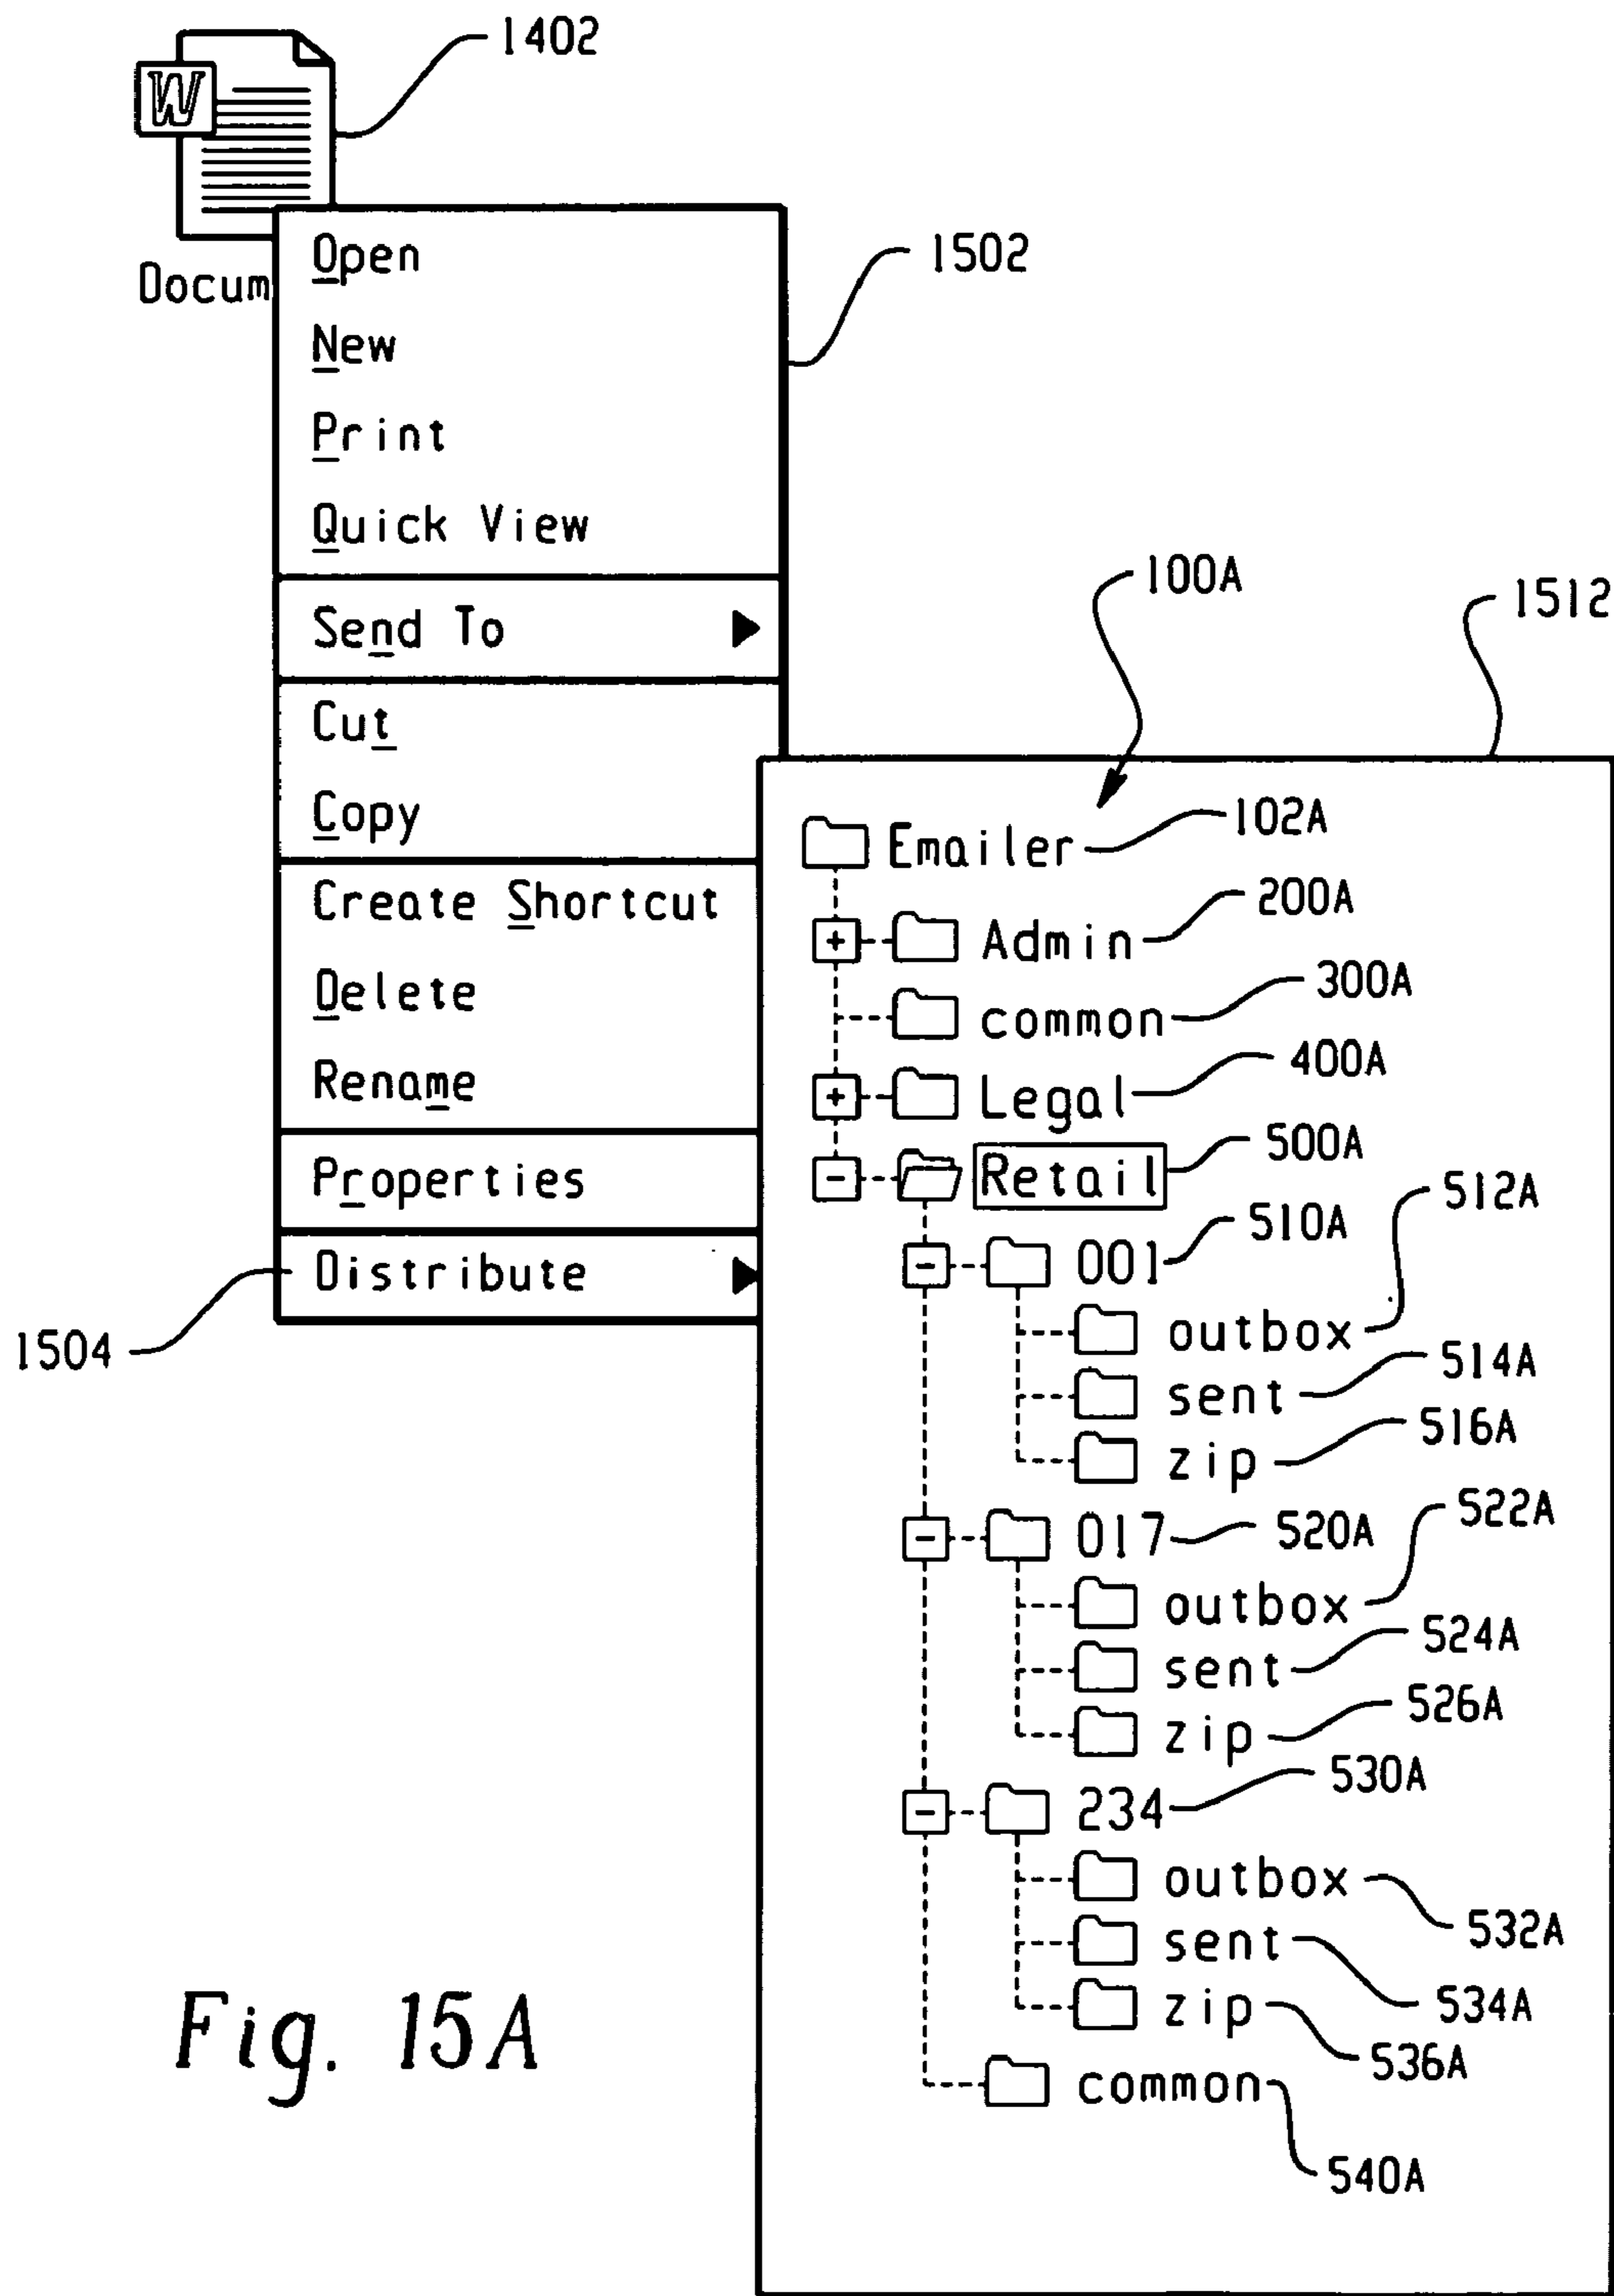 1402
W
Docum
Open
New
Print
Quick View
Send To
Cut
Copy
Create Shortcut
Delete
Rename
Properties
Distribute
1502
1504
100A
1512
Emailer 102A
+ Admin 200A
common 300A
+ Legal 400A
- Retail 500A
- 001 510A
outbox 512A
sent 514A
zip 516A
- 017 520A
outbox 522A
sent 524A
zip 526A
- 234 530A
outbox 532A
sent 534A
zip 536A
common 540A
Fig. 15A